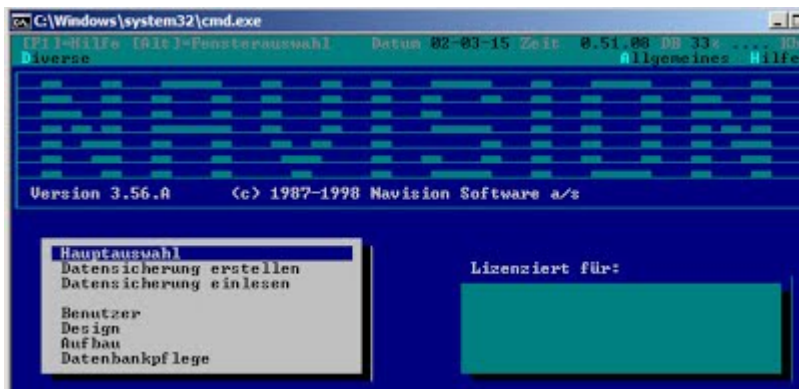 C:\Windows\system32\cmd.exe
[F1]=Hilfe [Alt]=Fensterauswahl Datum 02-03-15 Zeit 0.51.08 DB 33%
Diverse Allgemeines Hilfe
NAVISION
Version 3.56.A (c) 1987-1998 Navision Software a/s
Hauptauswahl
Datensicherung erstellen
Datensicherung einlesen
Lizenziert für:
Benutzer
Design
Aufbau
Datenbankpflege